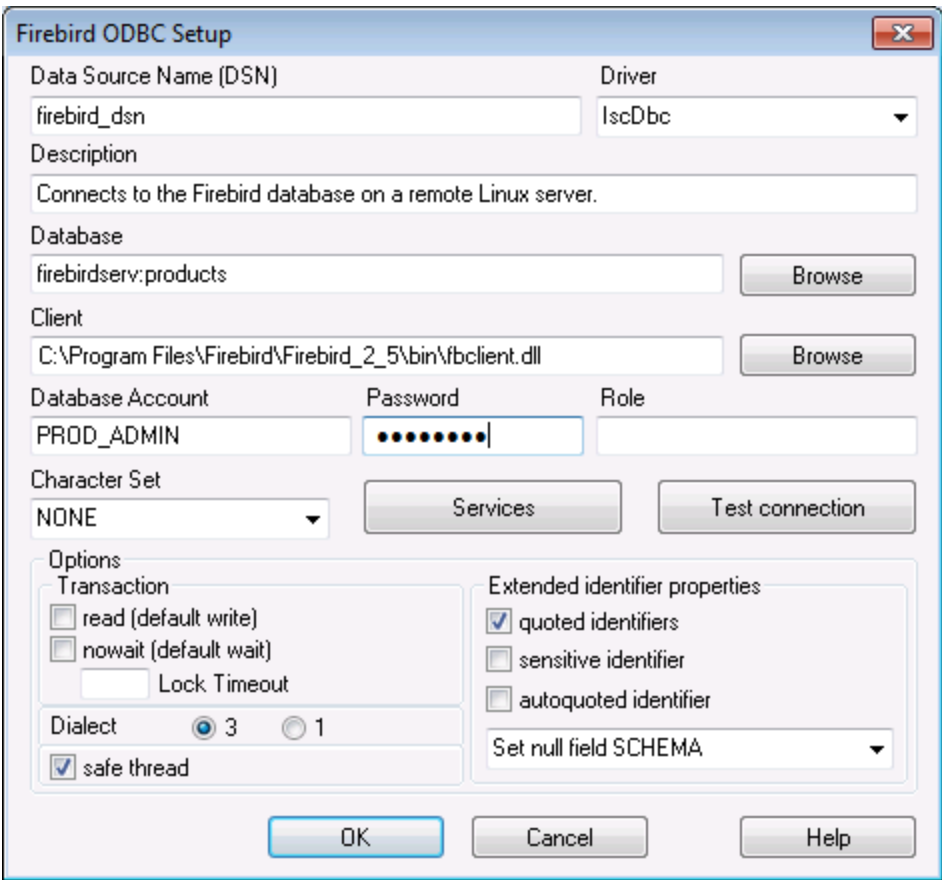 Firebird ODBC Setup
Data Source Name (DSN) Driver
firebird_dsn IscDbc
Description
Connects to the Firebird database on a remote Linux server.
Database
firebirdserv:products Browse
Client
C:\Program Files\Firebird\Firebird_2_5\bin\fbclient.dll Browse
Database Account Password Role
PROD_ADMIN ●●●●●●●●
Character Set
NONE Services Test connection
Options
Transaction Extended identifier properties
read (default write) quoted identifiers
nowait (default wait) sensitive identifier
Lock Timeout autoquoted identifier
Dialect 3 1
Set null field SCHEMA
safe thread
OK Cancel Help